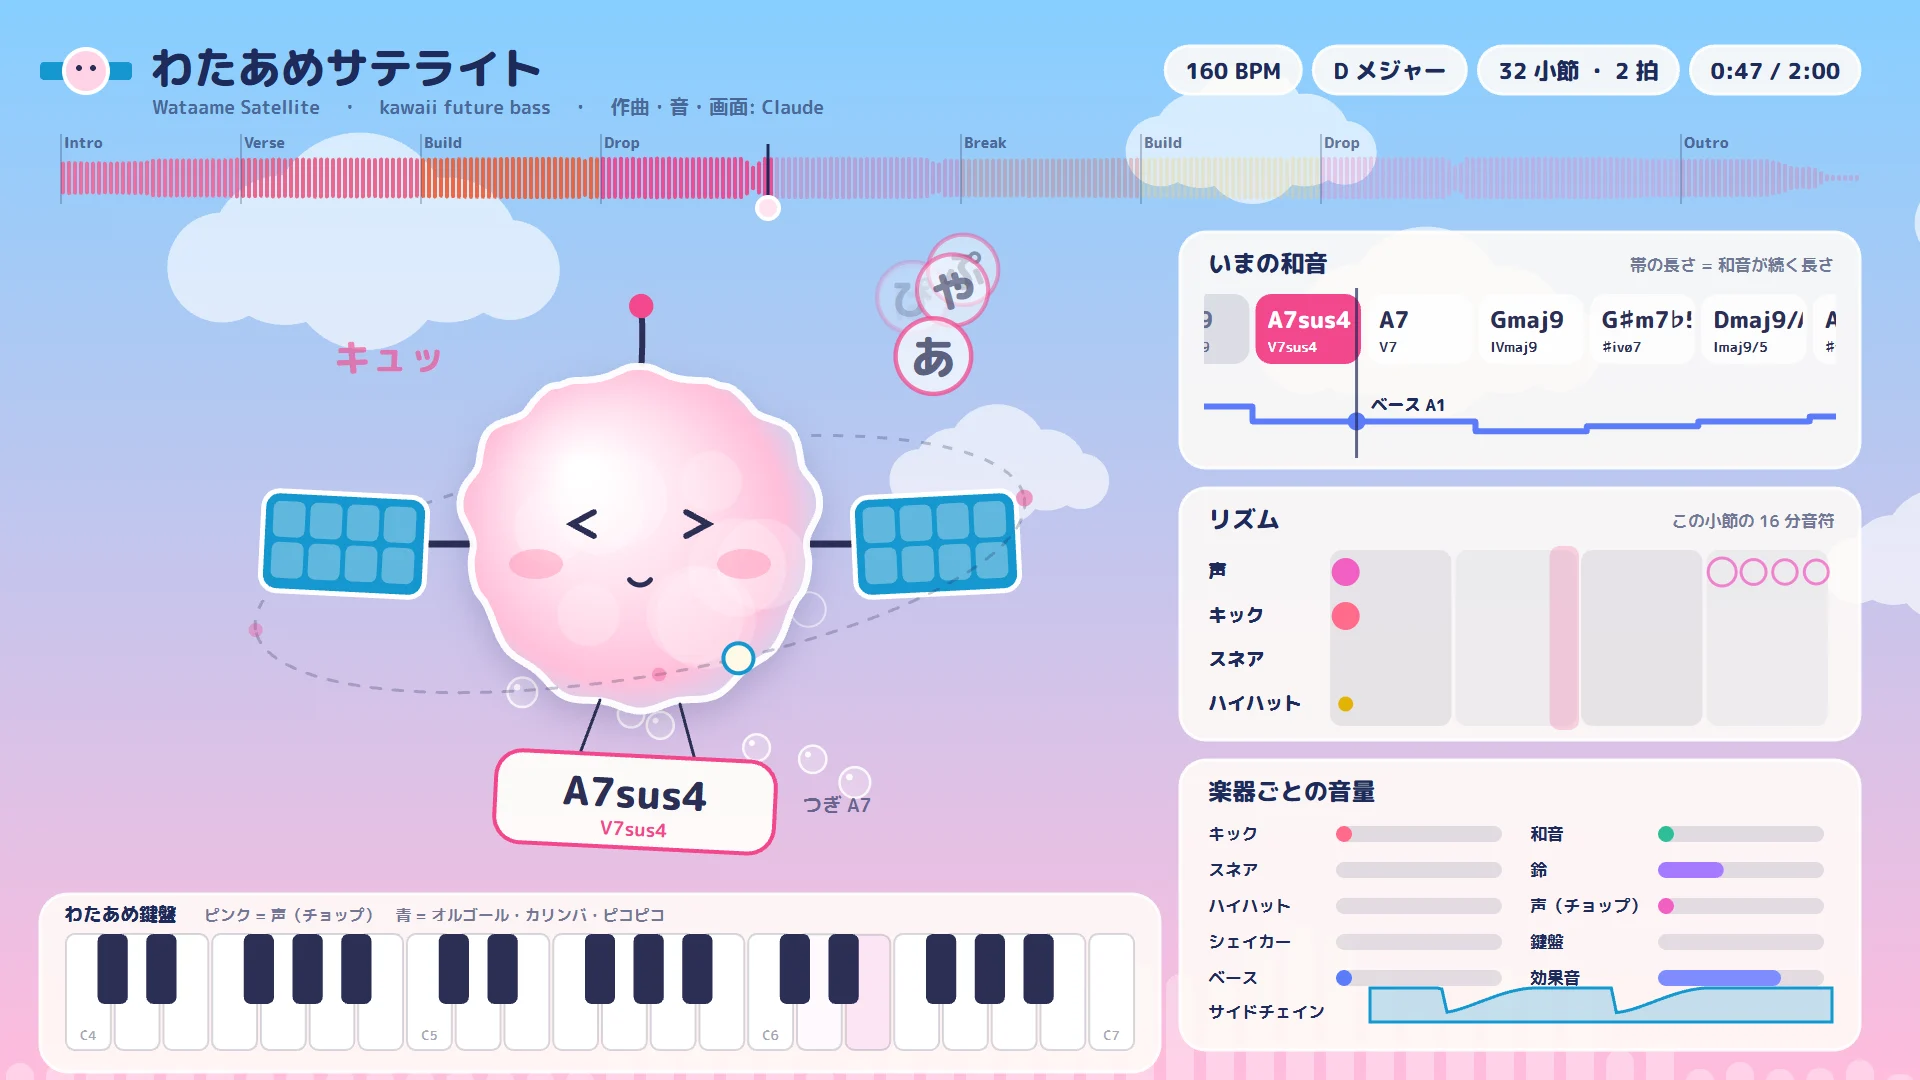 わたあめサテライト
Wataame Satellite ・ kawaii future bass ・ 作曲・音・画面: Claude
160 BPM
D メジャー
32 小節 ・ 2 拍
0:47 / 2:00
Intro Verse Build Drop Break Build Drop Outro
キュッ
ぷ
や
あ
いまの和音
帯の長さ = 和音が続く長さ
9 A7sus4 A7 Gmaj9 G♯m7♭5 Dmaj9/A A
9 V7sus4 V7 IVmaj9 ♯ivø7 Imaj9/5 ♯
ベース A1
リズム
この小節の 16 分音符
声
キック
スネア
ハイハット
A7sus4
V7sus4
つぎ A7
楽器ごとの音量
キック 和音
スネア 鈴
ハイハット 声（チョップ）
シェイカー 鍵盤
ベース 効果音
サイドチェイン
わたあめ鍵盤 ピンク = 声（チョップ） 青 = オルゴール・カリンバ・ピコピコ
C4 C5 C6 C7